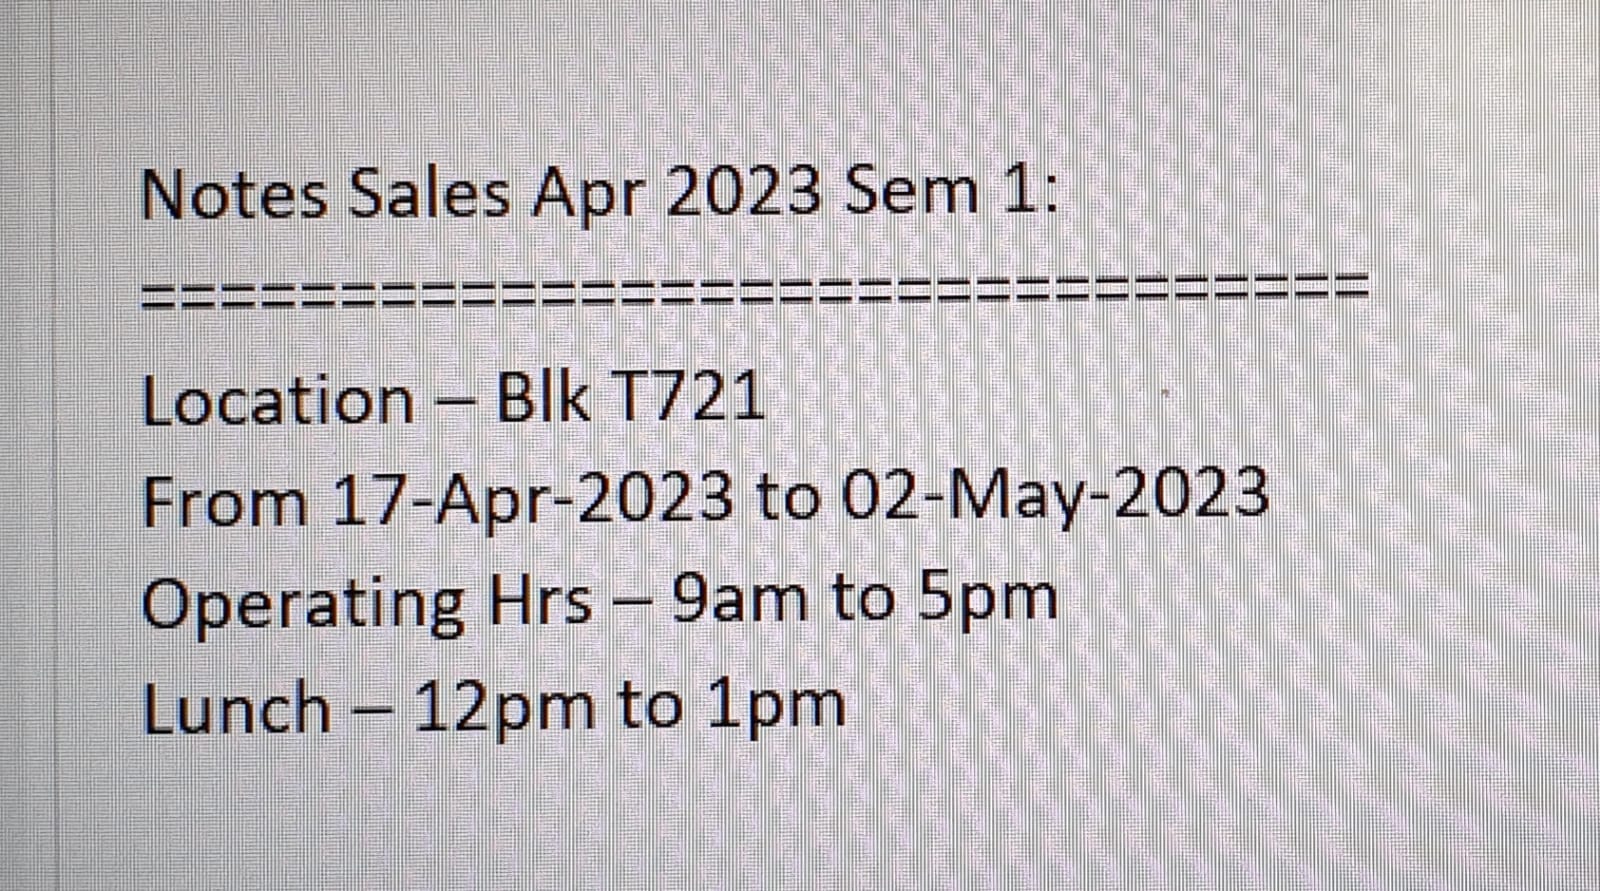 Notes Sales Apr 2023 Sem 1:
===============================
Location – Blk T721
From 17-Apr-2023 to 02-May-2023
Operating Hrs – 9am to 5pm
Lunch – 12pm to 1pm